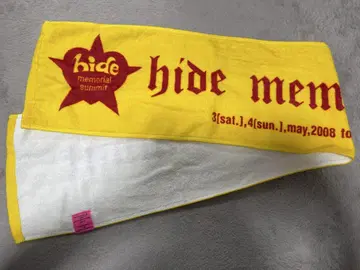 hide
memorial
summit
hide mem
3[sat.],4[sun.],may,2008 to